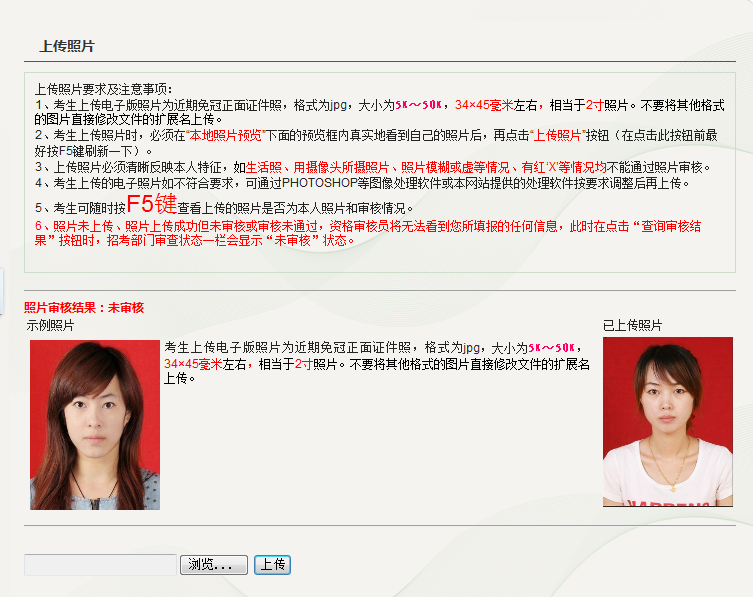 上传照片
上传照片要求及注意事项：
1、考生上传电子版照片为近期免冠正面证件照，格式为jpg，大小为5K～50K，34×45毫米左右，相当于2寸照片。不要将其他格式
的图片直接修改文件的扩展名上传。
2、考生上传照片时，必须在“本地照片预览”下面的预览框内真实地看到自己的照片后，再点击“上传照片”按钮（在点击此按钮前最
好按F5键刷新一下）。
3、上传照片必须清晰反映本人特征，如生活照、用摄像头所摄照片、照片模糊或虚等情况、有红‘X’等情况均不能通过照片审核。
4、考生上传的电子照片如不符合要求，可通过PHOTOSHOP等图像处理软件或本网站提供的处理软件按要求调整后再上传。
5、考生可随时按F5键查看上传的照片是否为本人照片和审核情况。
6、照片未上传、照片上传成功但未审核或审核未通过，资格审核员将无法看到您所填报的任何信息，此时在点击“查询审核结
果”按钮时，招考部门审查状态一栏会显示“未审核”状态。
照片审核结果：未审核
示例照片
已上传照片
考生上传电子版照片为近期免冠正面证件照，格式为jpg，大小为5K～50K，
34×45毫米左右，相当于2寸照片。不要将其他格式的图片直接修改文件的扩展名
上传。
浏览... 上传